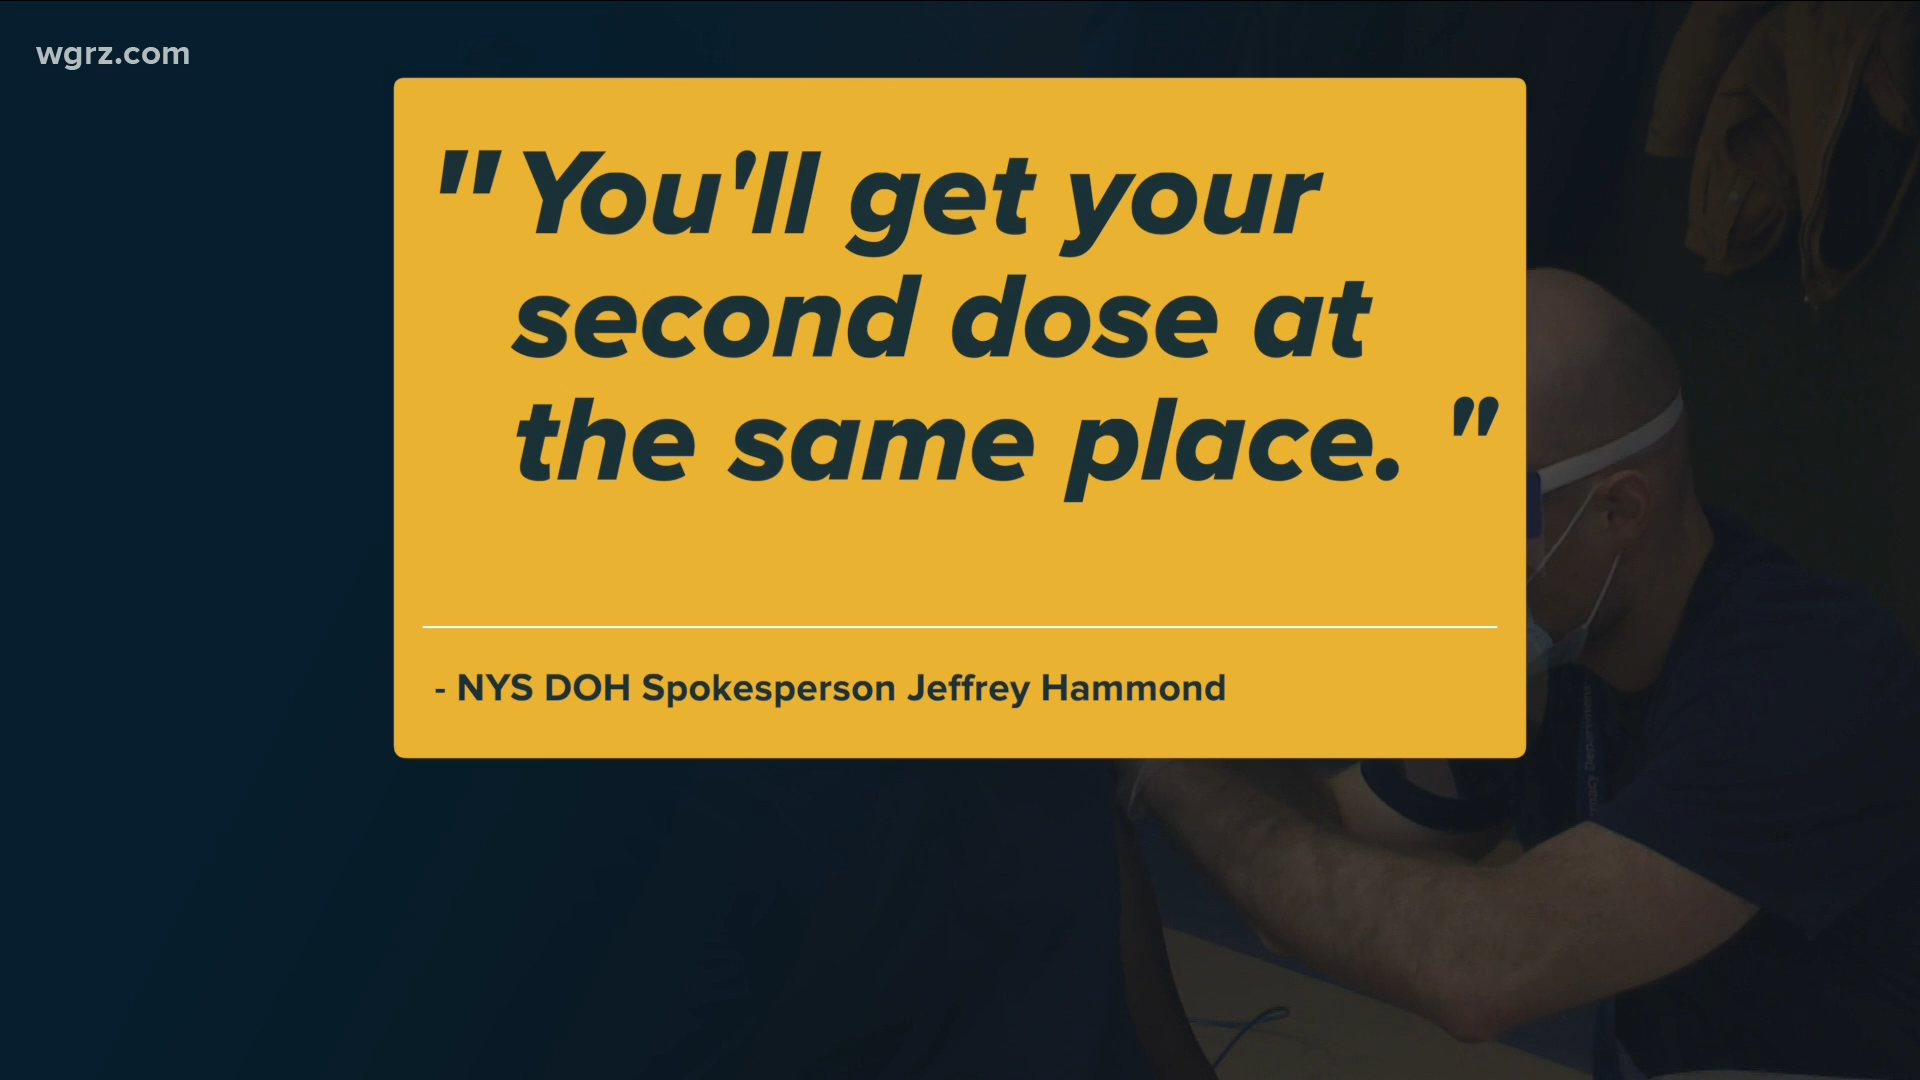 wgrz.com
"You'll get your
second dose at
the same place. "
- NYS DOH Spokesperson Jeffrey Hammond